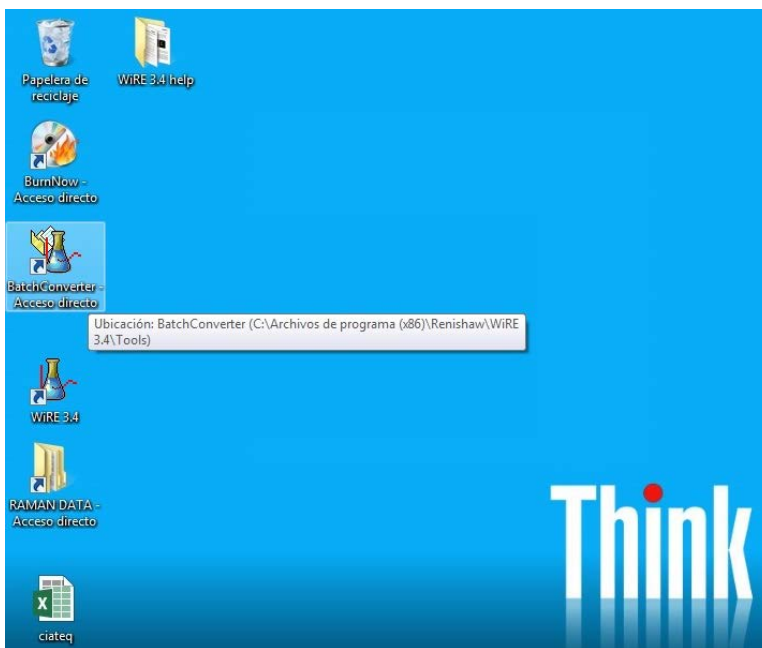 Papelera de
reciclaje
WiRE 3.4 help
BurnNow -
Acceso directo
BatchConverter -
Acceso directo
Ubicación: BatchConverter (C:\Archivos de programa (x86)\Renishaw\WiRE
3.4\Tools)
WiRE 3.4
RAMAN DATA -
Acceso directo
Think
X
ciateq